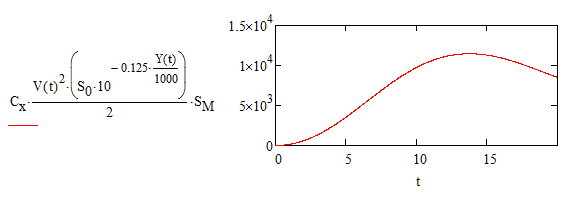 C_x · V(t)^2 · (S_0 · 10^(-0.125 · Y(t)/1000)) / 2 · S_M
1.5×10^4
1×10^4
5×10^3
0
0 5 10 15
t